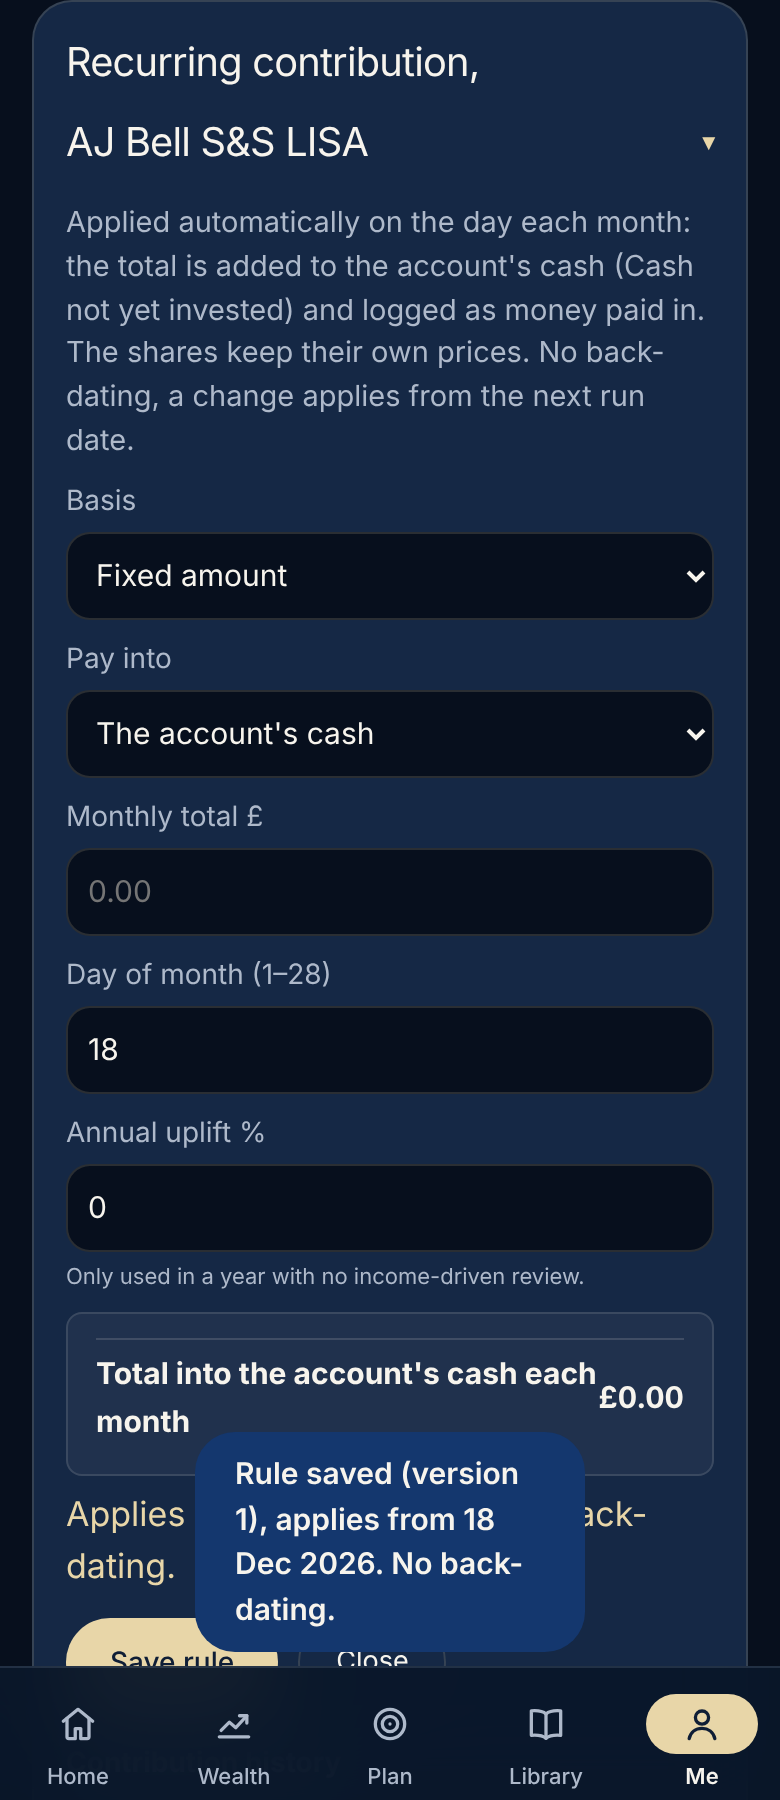 Recurring contribution,
AJ Bell S&S LISA
Applied automatically on the day each month:
the total is added to the account's cash (Cash
not yet invested) and logged as money paid in.
The shares keep their own prices. No back-
dating, a change applies from the next run
date.
Basis
Fixed amount
Pay into
The account's cash
Monthly total £
0.00
Day of month (1–28)
18
Annual uplift %
0
Only used in a year with no income-driven review.
Total into the account's cash each
month
£0.00
Applies
dating.
Rule saved (version
1), applies from 18
Dec 2026. No back-
dating.
Save rule
Close
Contribution history
Home
Wealth
Plan
Library
Me